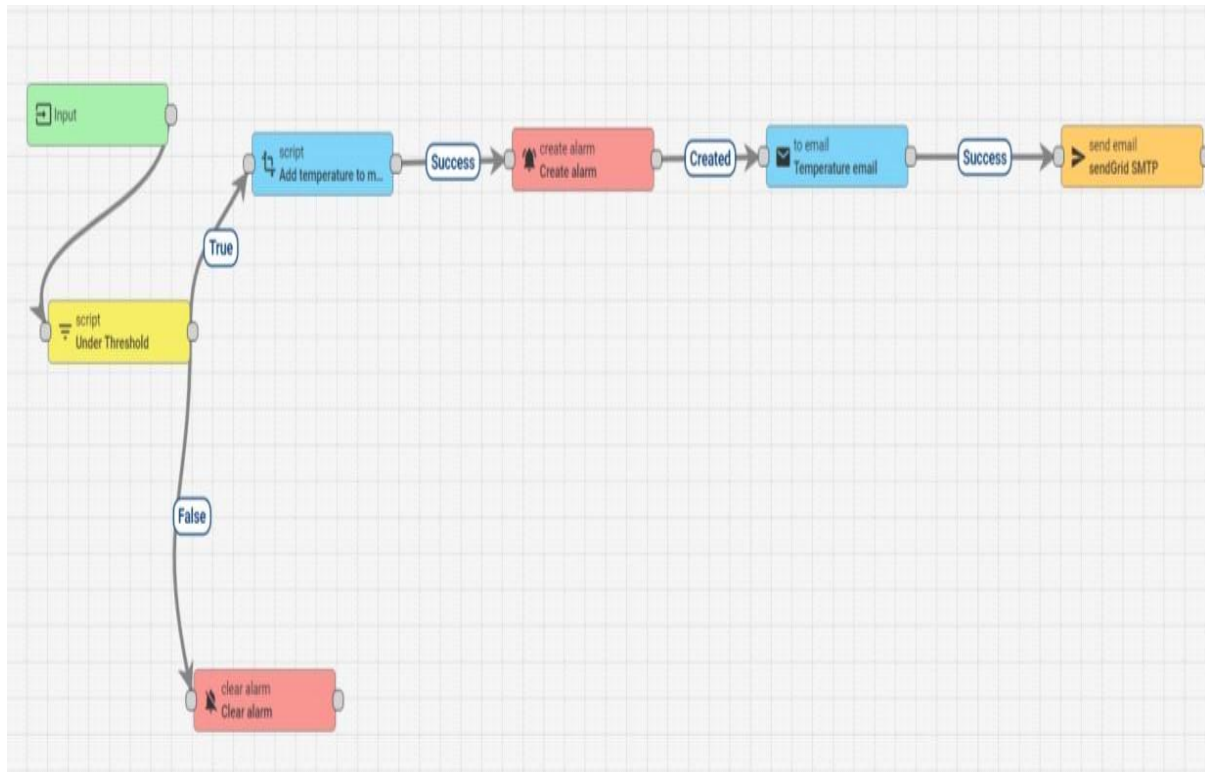 Input
script
Add temperature to m...
Success
create alarm
Create alarm
Created
to email
Temperature email
Success
send email
sendGrid SMTP
True
script
Under Threshold
False
clear alarm
Clear alarm